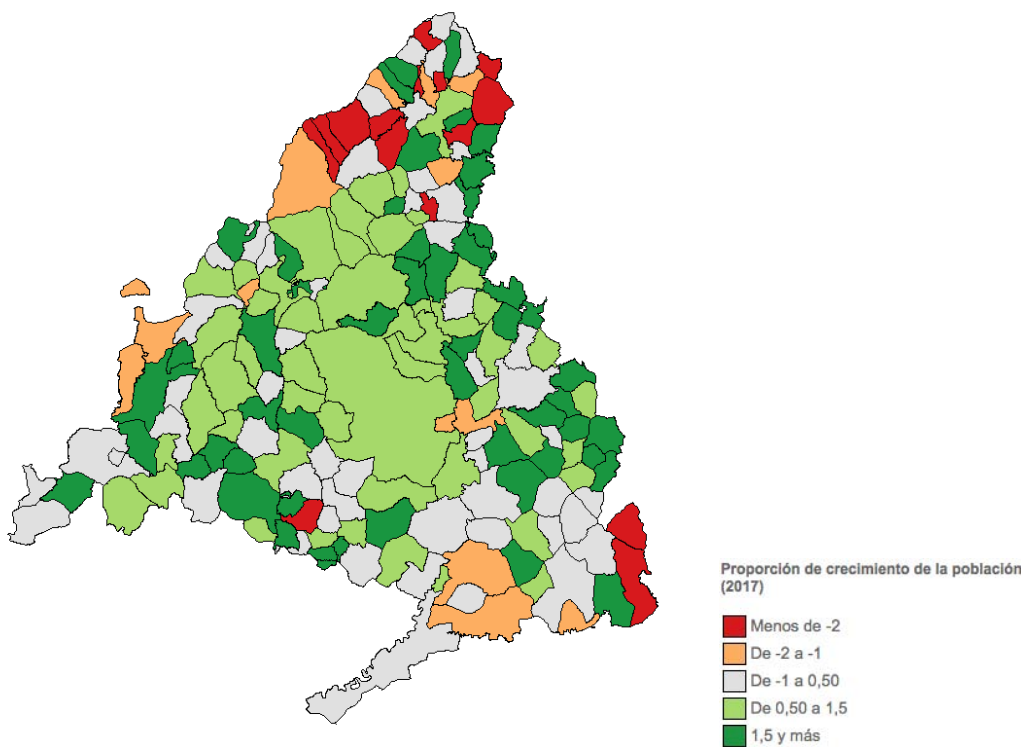 Proporción de crecimiento de la población
(2017)
Menos de -2
De -2 a -1
De -1 a 0,50
De 0,50 a 1,5
1,5 y más